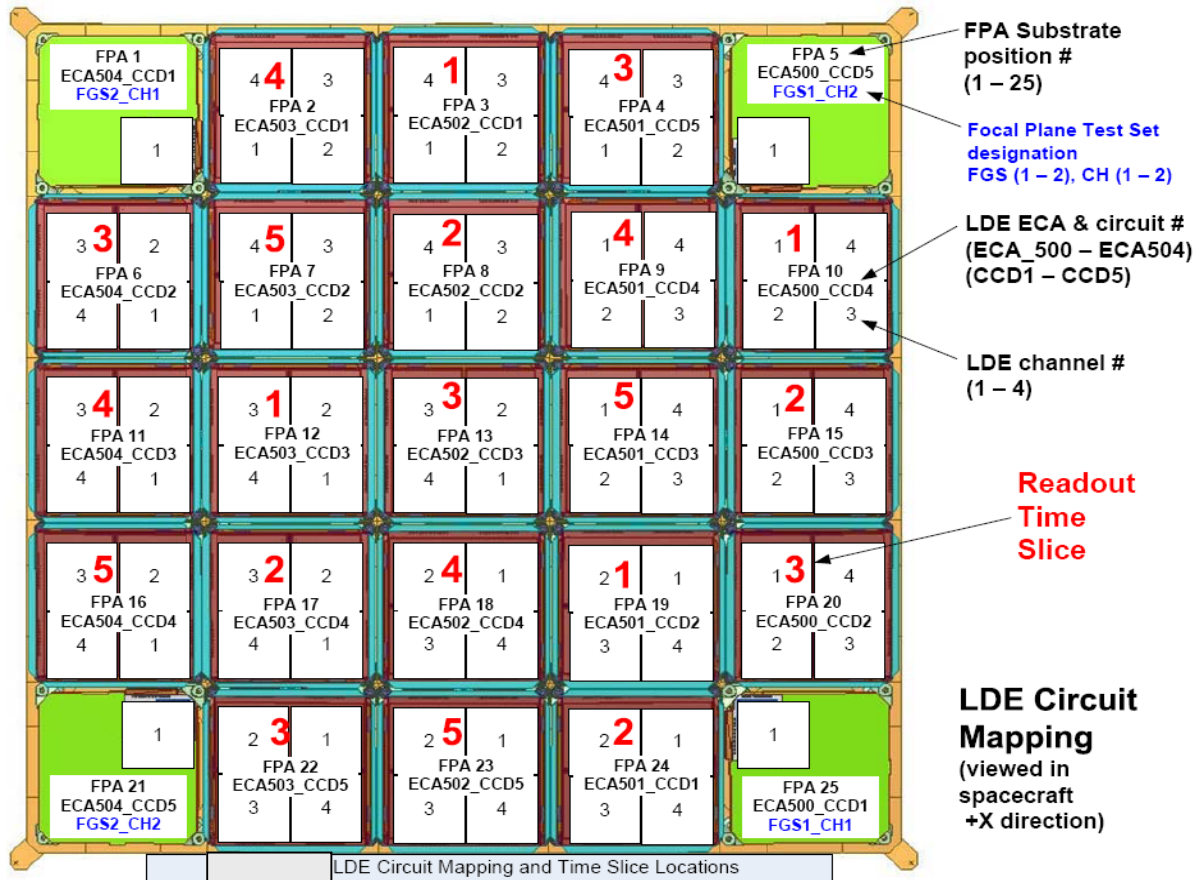 FPA 1
ECA504_CCD1
FGS2_CH1
1
4 4 3
FPA 2
ECA503_CCD1
1 2
4 1 3
FPA 3
ECA502_CCD1
1 2
4 3 3
FPA 4
ECA501_CCD5
1 2
FPA 5
ECA500_CCD5
FGS1_CH2
1
FPA Substrate
position #
(1 – 25)
Focal Plane Test Set
designation
FGS (1 – 2), CH (1 – 2)
3 3 2
FPA 6
ECA504_CCD2
4 1
4 5 3
FPA 7
ECA503_CCD2
1 2
4 2 3
FPA 8
ECA502_CCD2
1 2
1 4 4
FPA 9
ECA501_CCD4
2 3
1 1 4
FPA 10
ECA500_CCD4
2 3
LDE ECA & circuit #
(ECA_500 – ECA504)
(CCD1 – CCD5)
LDE channel #
(1 – 4)
3 4 2
FPA 11
ECA504_CCD3
4 1
3 1 2
FPA 12
ECA503_CCD3
4 1
3 3 2
FPA 13
ECA502_CCD3
4 1
1 5 4
FPA 14
ECA501_CCD3
2 3
1 2 4
FPA 15
ECA500_CCD3
2 3
Readout
Time
Slice
3 5 2
FPA 16
ECA504_CCD4
4 1
3 2 2
FPA 17
ECA503_CCD4
4 1
2 4 1
FPA 18
ECA502_CCD4
3 4
2 1 1
FPA 19
ECA501_CCD2
3 4
1 3 4
FPA 20
ECA500_CCD2
2 3
1
FPA 21
ECA504_CCD5
FGS2_CH2
2 3 1
FPA 22
ECA503_CCD5
3 4
2 5 1
FPA 23
ECA502_CCD5
3 4
2 2 1
FPA 24
ECA501_CCD1
3 4
1
FPA 25
ECA500_CCD1
FGS1_CH1
LDE Circuit
Mapping
(viewed in
spacecraft
+X direction)
LDE Circuit Mapping and Time Slice Locations